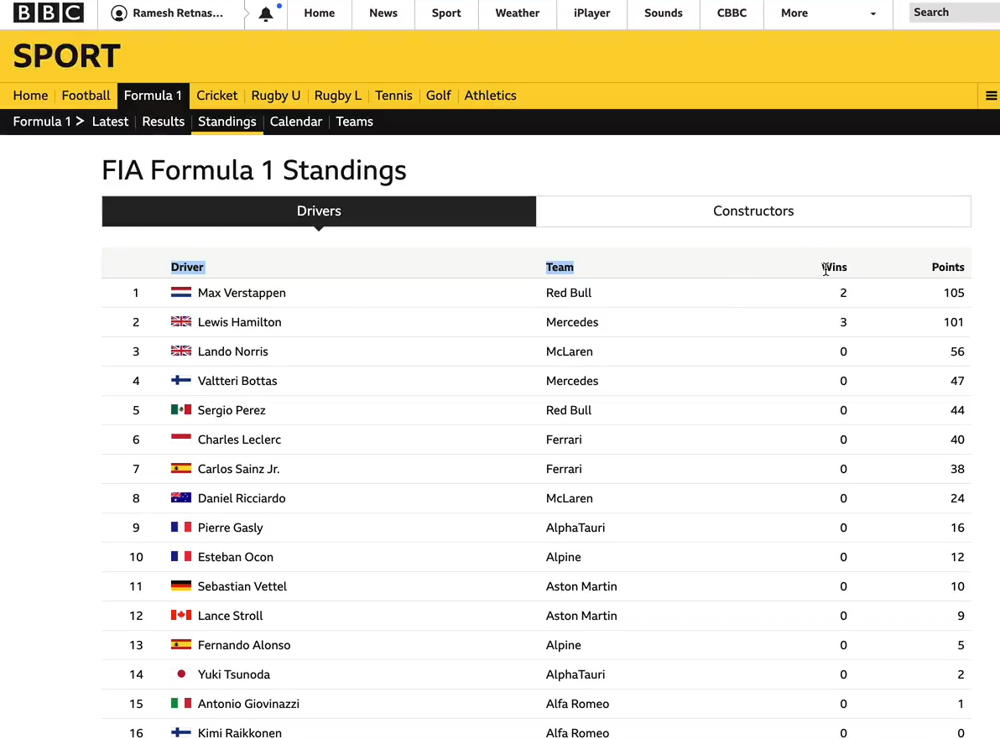 BBC Ramesh Retnas... Home News Sport Weather iPlayer Sounds CBBC More Search
SPORT
Home Football Formula 1 Cricket Rugby U Rugby L Tennis Golf Athletics
Formula 1 Latest Results Standings Calendar Teams
FIA Formula 1 Standings
Drivers Constructors
Driver Team Wins Points
1 Max Verstappen Red Bull 2 105
2 Lewis Hamilton Mercedes 3 101
3 Lando Norris McLaren 0 56
4 Valtteri Bottas Mercedes 0 47
5 Sergio Perez Red Bull 0 44
6 Charles Leclerc Ferrari 0 40
7 Carlos Sainz Jr. Ferrari 0 38
8 Daniel Ricciardo McLaren 0 24
9 Pierre Gasly AlphaTauri 0 16
10 Esteban Ocon Alpine 0 12
11 Sebastian Vettel Aston Martin 0 10
12 Lance Stroll Aston Martin 0 9
13 Fernando Alonso Alpine 0 5
14 Yuki Tsunoda AlphaTauri 0 2
15 Antonio Giovinazzi Alfa Romeo 0 1
16 Kimi Raikkonen Alfa Romeo 0 0